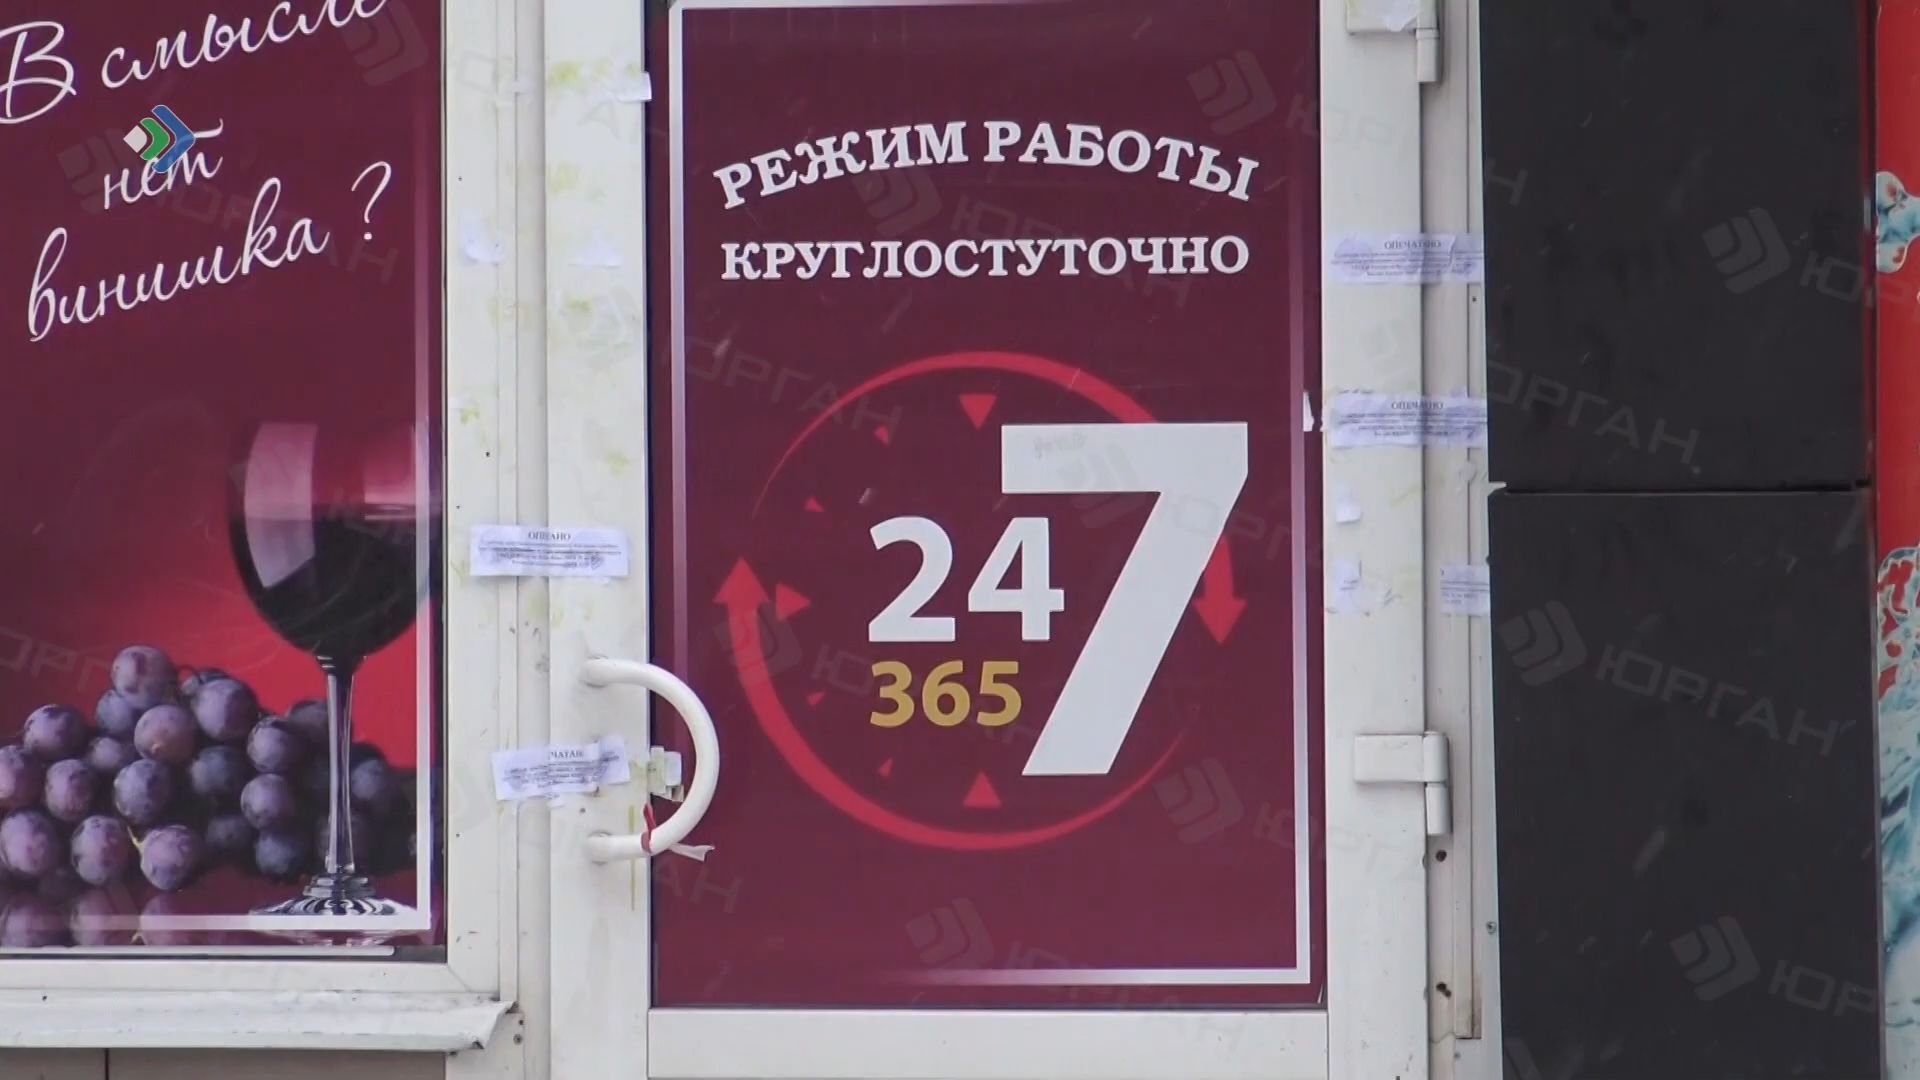 В смысле
нет
винишка ?
РЕЖИМ РАБОТЫ
КРУГЛОСТУТОЧНО
24
7
365
ОПЕЧАТАНО
ОПЕЧАТАНО
ЮРГАН